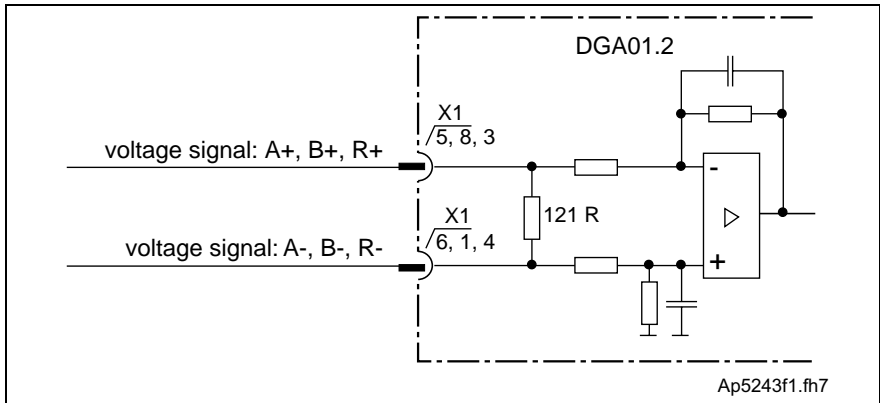 DGA01.2
X1
5, 8, 3
voltage signal: A+, B+, R+
-
121 R
X1
6, 1, 4
voltage signal: A-, B-, R-
+
Ap5243f1.fh7